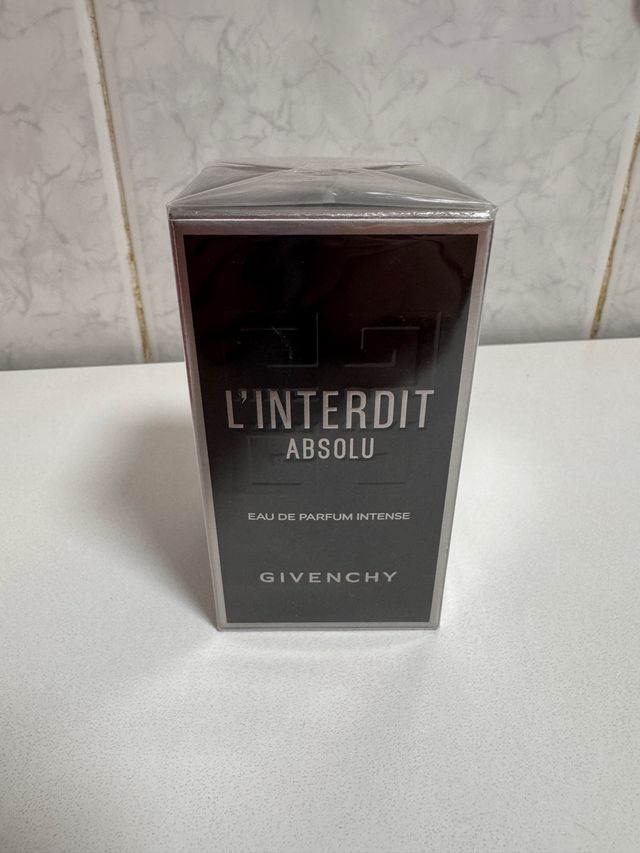 L'INTERDIT
ABSOLU
EAU DE PARFUM INTENSE
GIVENCHY